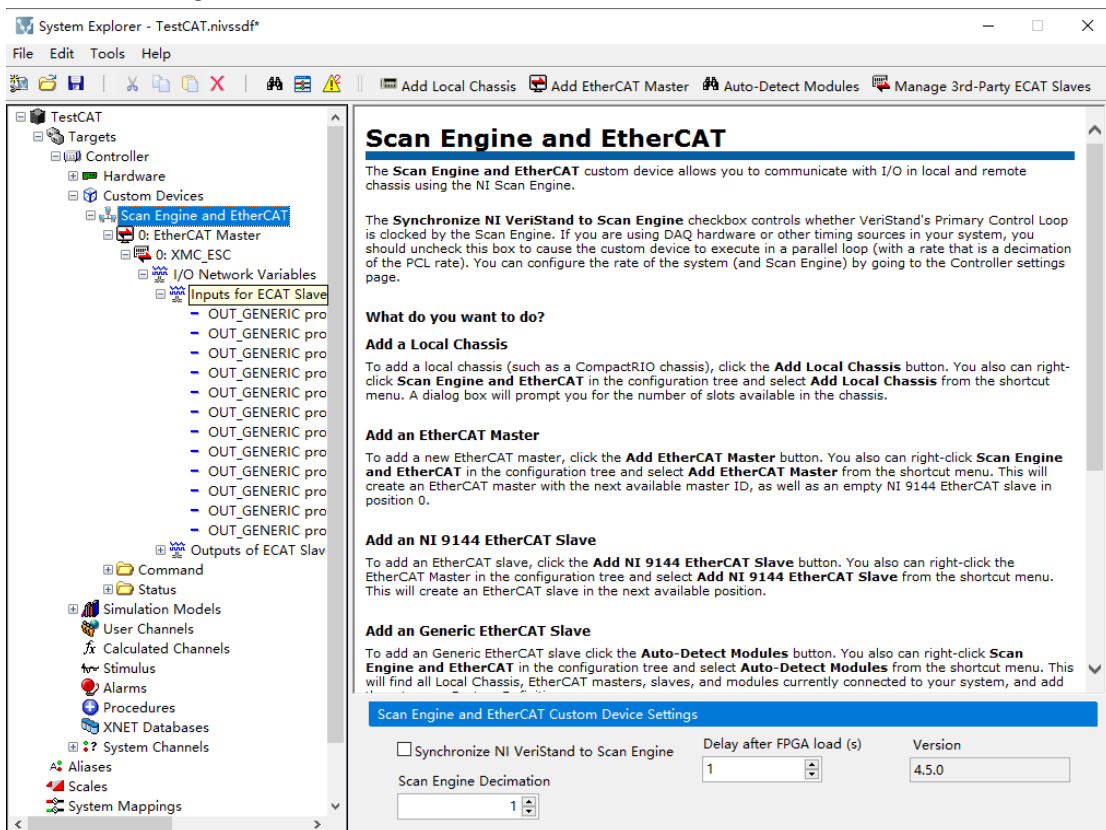 System Explorer - TestCAT.nivssdf*
File Edit Tools Help
Add Local Chassis Add EtherCAT Master Auto-Detect Modules Manage 3rd-Party ECAT Slaves
TestCAT
Targets
Controller
Hardware
Custom Devices
Scan Engine and EtherCAT
0: EtherCAT Master
0: XMC_ESC
I/O Network Variables
Inputs for ECAT Slave
OUT_GENERIC pro
OUT_GENERIC pro
OUT_GENERIC pro
OUT_GENERIC pro
OUT_GENERIC pro
OUT_GENERIC pro
OUT_GENERIC pro
OUT_GENERIC pro
OUT_GENERIC pro
OUT_GENERIC pro
OUT_GENERIC pro
OUT_GENERIC pro
Outputs of ECAT Slav
Command
Status
Simulation Models
User Channels
fx Calculated Channels
Stimulus
Alarms
Procedures
XNET Databases
System Channels
Aliases
Scales
System Mappings
Scan Engine and EtherCAT
The Scan Engine and EtherCAT custom device allows you to communicate with I/O in local and remote
chassis using the NI Scan Engine.
The Synchronize NI VeriStand to Scan Engine checkbox controls whether VeriStand's Primary Control Loop
is clocked by the Scan Engine. If you are using DAQ hardware or other timing sources in your system, you
should uncheck this box to cause the custom device to execute in a parallel loop (with a rate that is a decimation
of the PCL rate). You can configure the rate of the system (and Scan Engine) by going to the Controller settings
page.
What do you want to do?
Add a Local Chassis
To add a local chassis (such as a CompactRIO chassis), click the Add Local Chassis button. You also can right-
click Scan Engine and EtherCAT in the configuration tree and select Add Local Chassis from the shortcut
menu. A dialog box will prompt you for the number of slots available in the chassis.
Add an EtherCAT Master
To add a new EtherCAT master, click the Add EtherCAT Master button. You also can right-click Scan Engine
and EtherCAT in the configuration tree and select Add EtherCAT Master from the shortcut menu. This will
create an EtherCAT master with the next available master ID, as well as an empty NI 9144 EtherCAT slave in
position 0.
Add an NI 9144 EtherCAT Slave
To add an EtherCAT slave, click the Add NI 9144 EtherCAT Slave button. You also can right-click the
EtherCAT Master in the configuration tree and select Add NI 9144 EtherCAT Slave from the shortcut menu.
This will create an EtherCAT slave in the next available position.
Add an Generic EtherCAT Slave
To add an Generic EtherCAT slave click the Auto-Detect Modules button. You also can right-click Scan
Engine and EtherCAT in the configuration tree and select Auto-Detect Modules from the shortcut menu. This
will find all Local Chassis, EtherCAT masters, slaves, and modules currently connected to your system, and add
Scan Engine and EtherCAT Custom Device Settings
Synchronize NI VeriStand to Scan Engine
Delay after FPGA load (s)
Version
1
4.5.0
Scan Engine Decimation
1